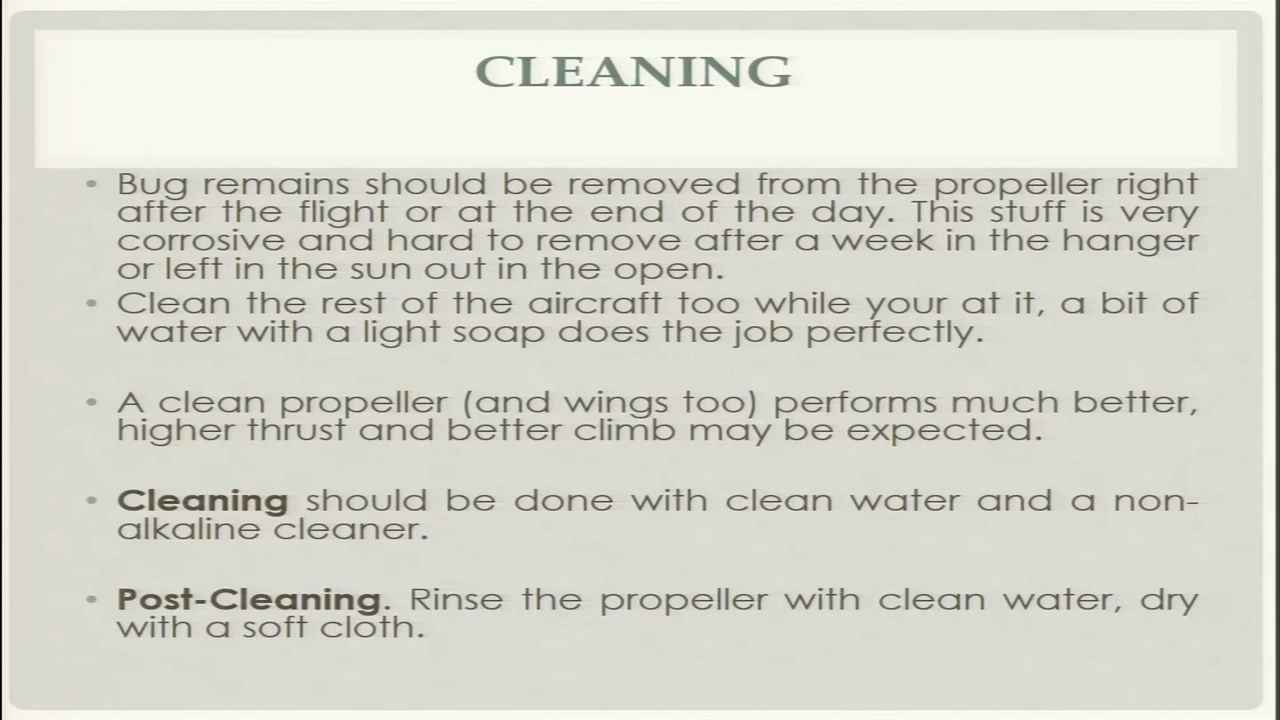 CLEANING
• Bug remains should be removed from the propeller right
after the flight or at the end of the day. This stuff is very
corrosive and hard to remove after a week in the hanger
or left in the sun out in the open.
• Clean the rest of the aircraft too while your at it, a bit of
water with a light soap does the job perfectly.
• A clean propeller (and wings too) performs much better,
higher thrust and better climb may be expected.
• Cleaning should be done with clean water and a non-
alkaline cleaner.
• Post-Cleaning. Rinse the propeller with clean water, dry
with a soft cloth.